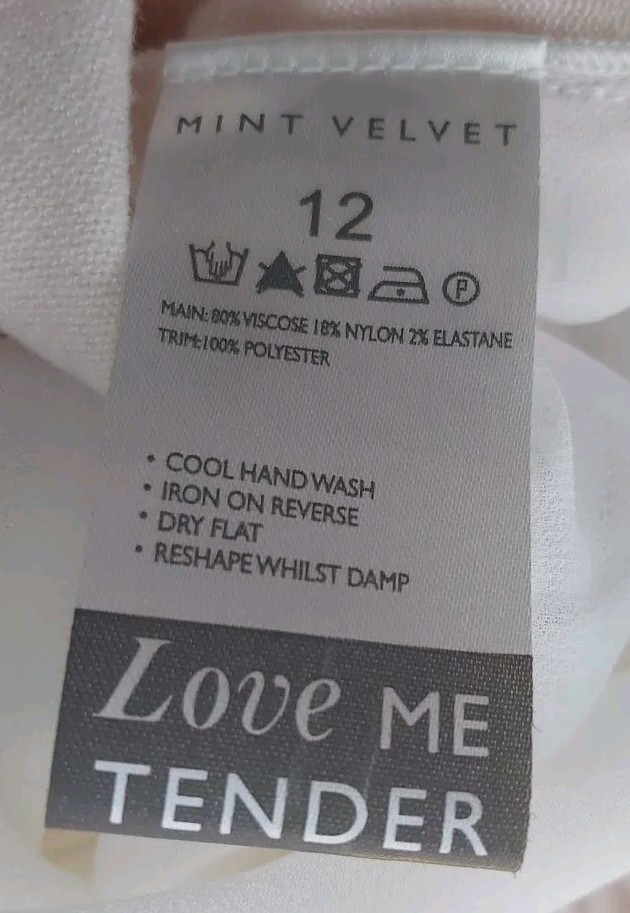 MINT VELVET
12
P
MAIN: 80% VISCOSE 18% NYLON 2% ELASTANE
TRIM:100% POLYESTER
• COOL HAND WASH
• IRON ON REVERSE
• DRY FLAT
• RESHAPE WHILST DAMP
Love ME
TENDER